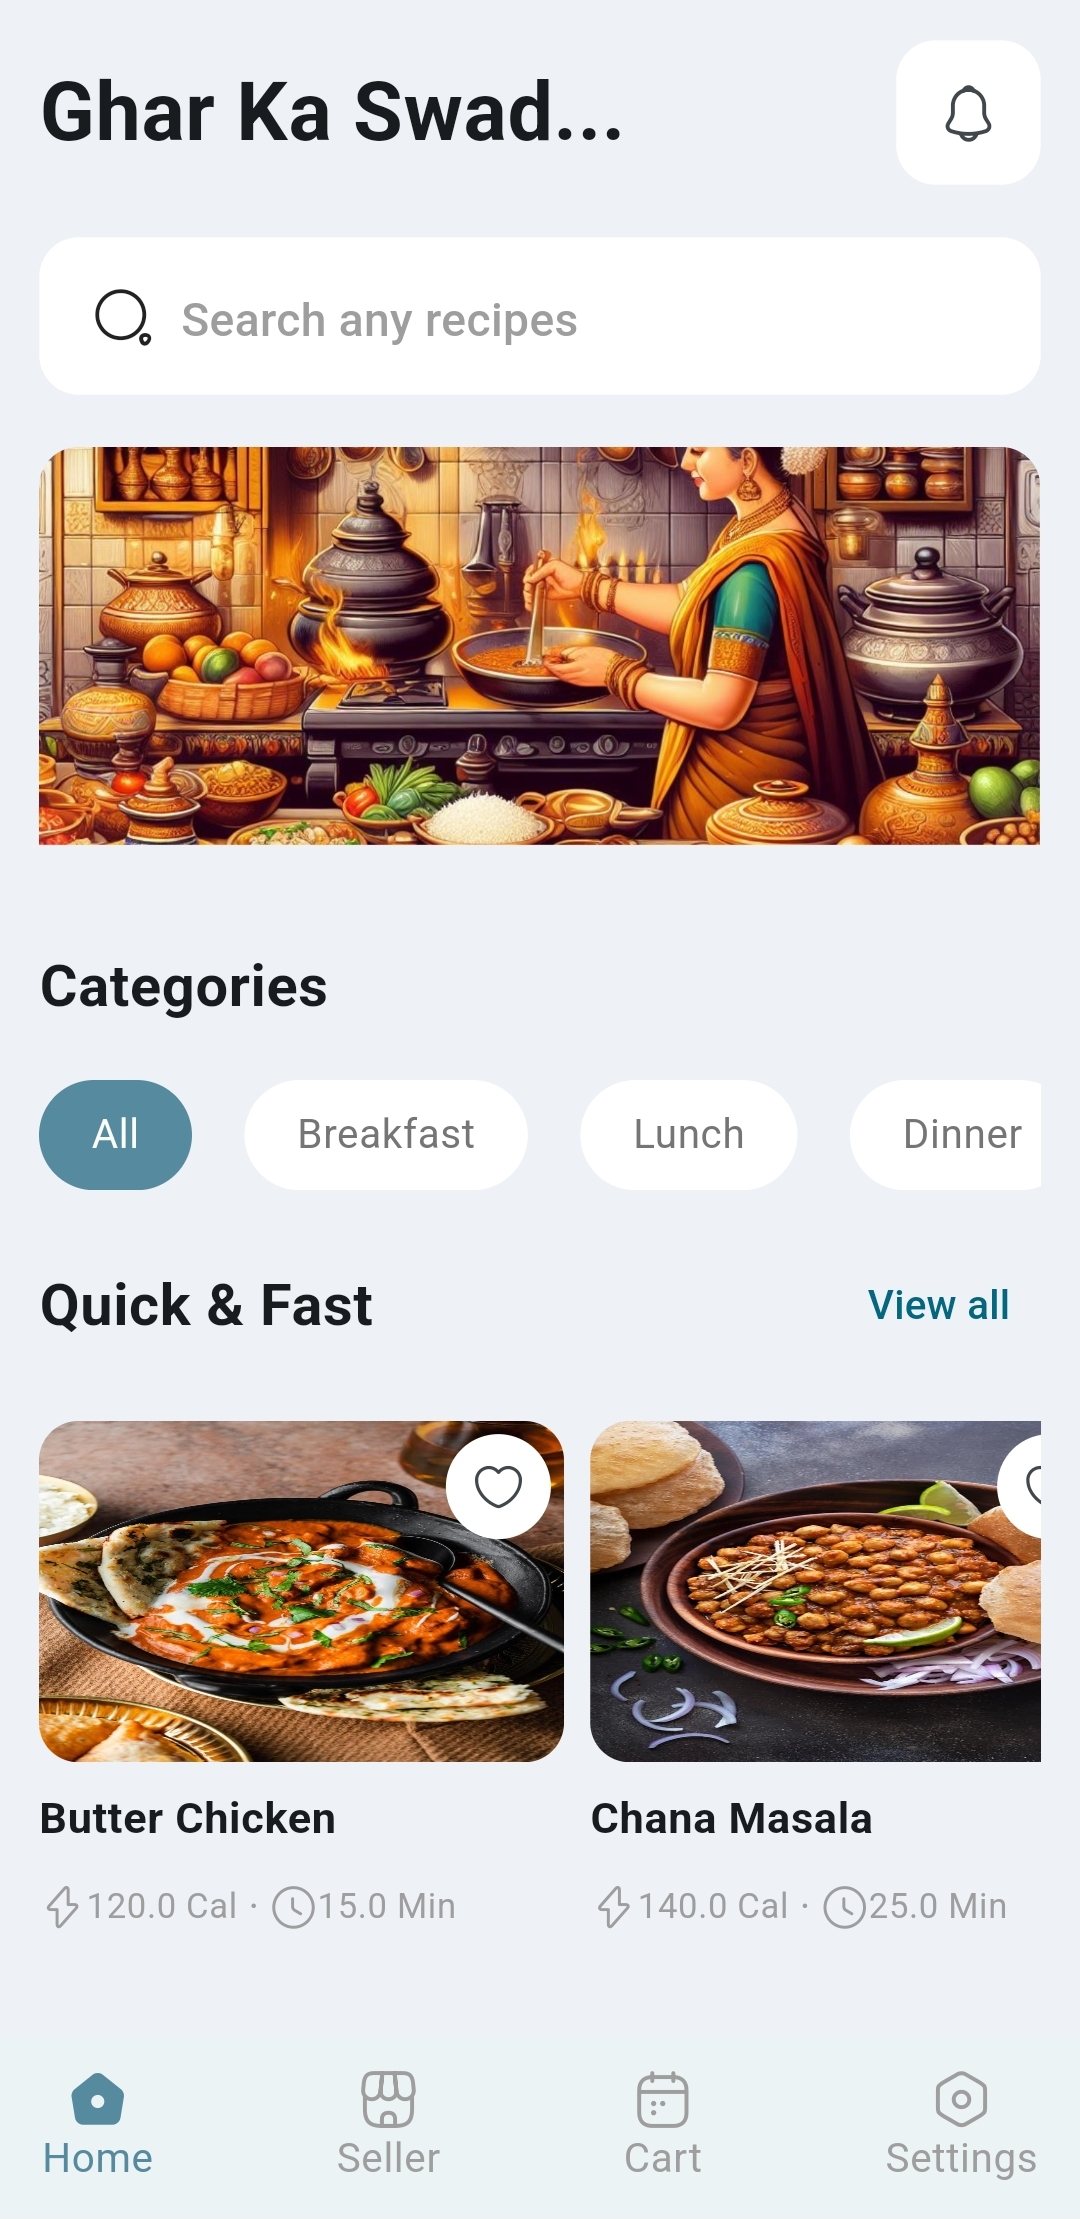 Ghar Ka Swad...
Search any recipes
Categories
All Breakfast Lunch Dinner
Quick & Fast View all
Butter Chicken Chana Masala
120.0 Cal · 15.0 Min 140.0 Cal · 25.0 Min
Home Seller Cart Settings